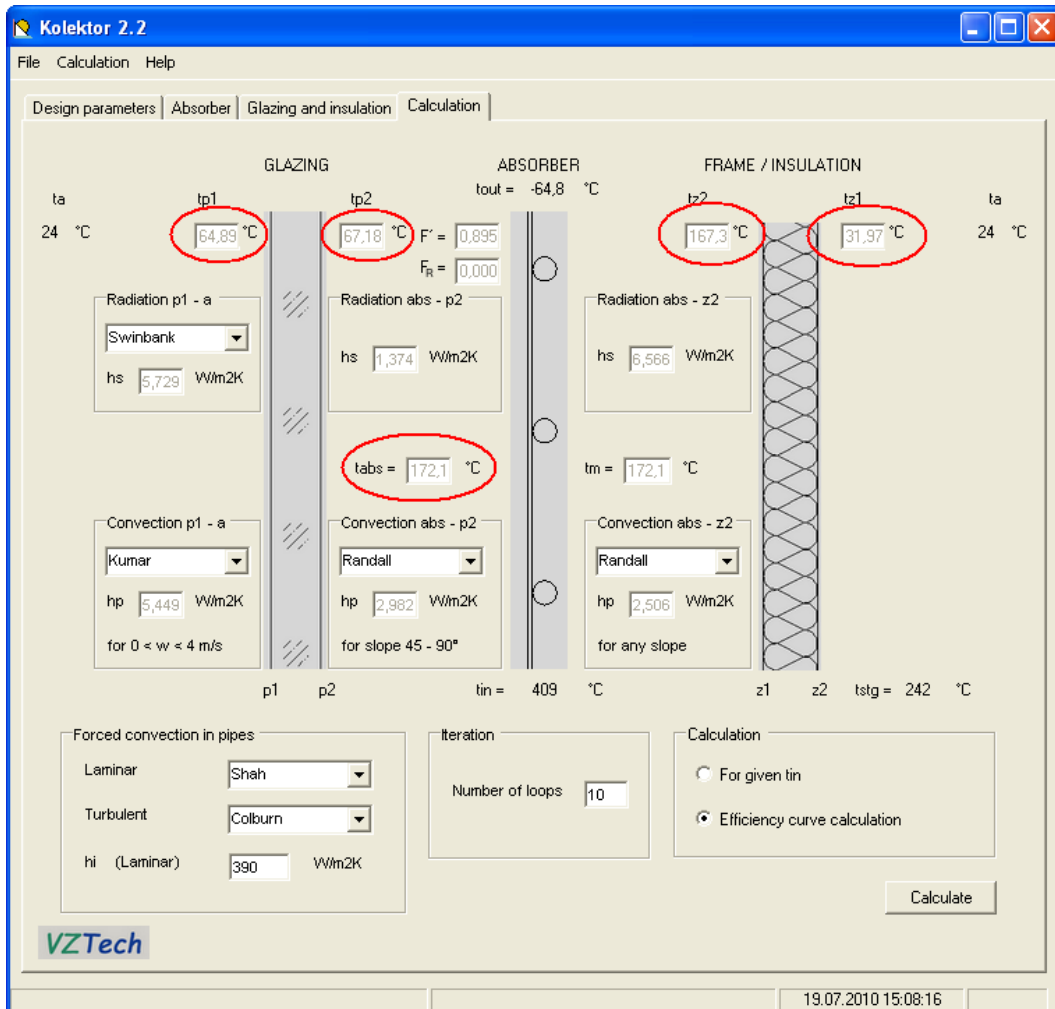 Kolektor 2.2
File Calculation Help
Design parameters Absorber Glazing and insulation Calculation
GLAZING ABSORBER FRAME / INSULATION
tout = -64,8 °C
ta tp1 tp2 tz2 tz1 ta
24 °C 64,89 °C 67,18 °C F´ = 0,895 167,3 °C 31,97 °C 24 °C
FR = 0,000
Radiation p1 - a Radiation abs - p2 Radiation abs - z2
Swinbank
hs 5,729 W/m2K hs 1,374 W/m2K hs 6,566 W/m2K
tabs = 172,1 °C tm = 172,1 °C
Convection p1 - a Convection abs - p2 Convection abs - z2
Kumar Randall Randall
hp 5,449 W/m2K hp 2,982 W/m2K hp 2,506 W/m2K
for 0 < w < 4 m/s for slope 45 - 90° for any slope
p1 p2 tin = 409 °C z1 z2 tstg = 242 °C
Forced convection in pipes Iteration Calculation
Laminar Shah
For given tin
Number of loops 10
Turbulent Colburn
Efficiency curve calculation
hi (Laminar) 390 W/m2K
Calculate
VZTech
19.07.2010 15:08:16